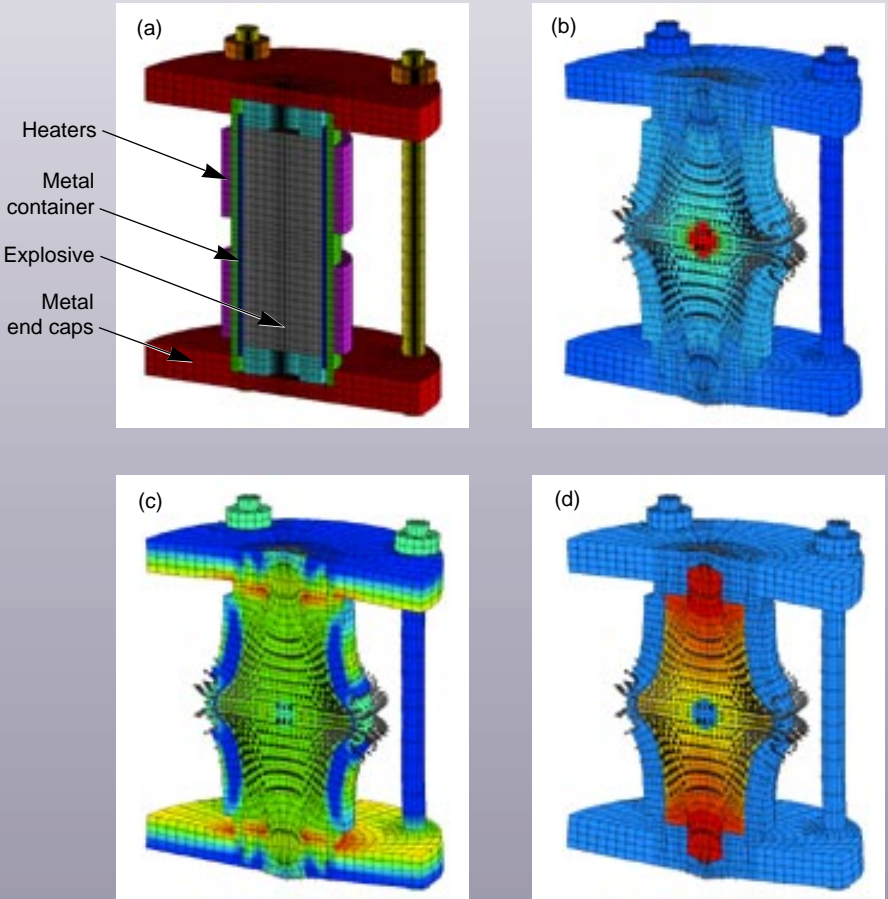 (a)
Heaters
Metal
container
Explosive
Metal
end caps
(b)
(c)
(d)